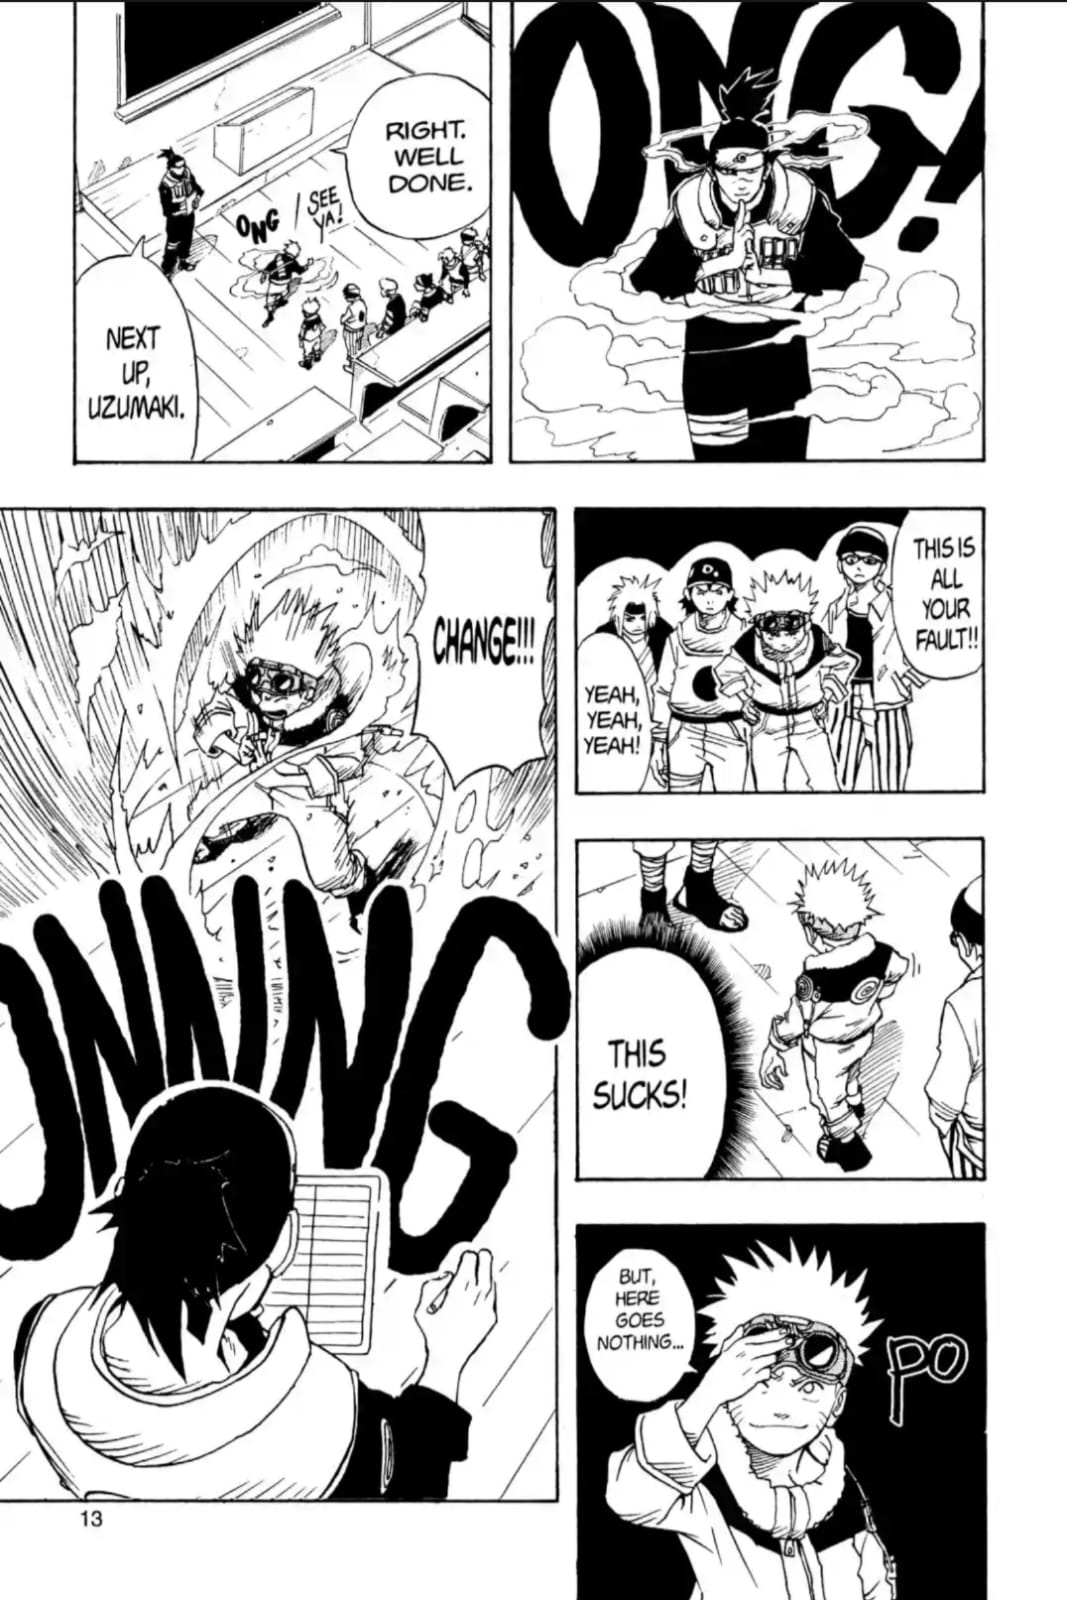 ONG!
ONG
SEE
YA!
RIGHT.
WELL
DONE.
NEXT
UP,
UZUMAKI.
THIS IS
ALL
YOUR
FAULT!!
YEAH,
YEAH,
YEAH!
THIS
SUCKS!
BUT,
HERE
GOES
NOTHING...
PO
CHANGE!!!
ONNNNG
13